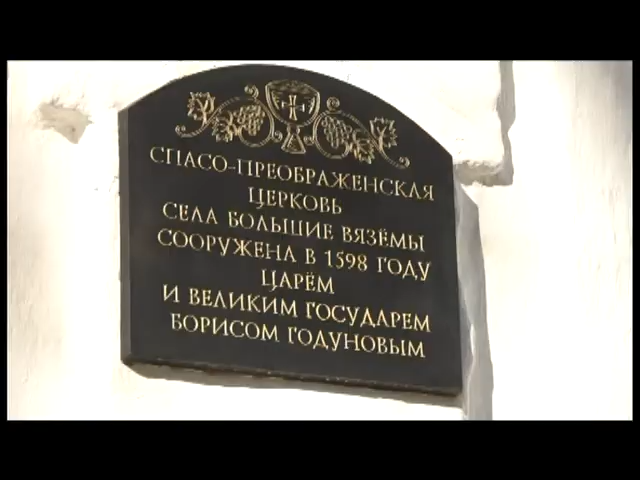 СПАСО-ПРЕОБРАЖЕНСКАЯ
ЦЕРКОВЬ
СЕЛА БОЛЬШИЕ ВЯЗЁМЫ
СООРУЖЕНА В 1598 ГОДУ
ЦАРЁМ
И ВЕЛИКИМ ГОСУДАРЕМ
БОРИСОМ ГОДУНОВЫМ